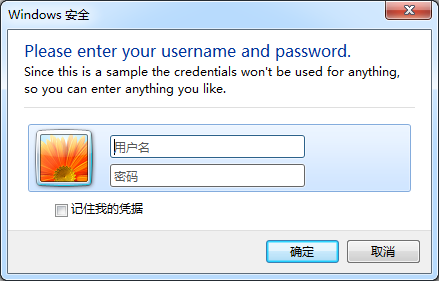 Windows 安全
Please enter your username and password.
Since this is a sample the credentials won't be used for anything,
so you can enter anything you like.
用户名
密码
记住我的凭据
确定
取消